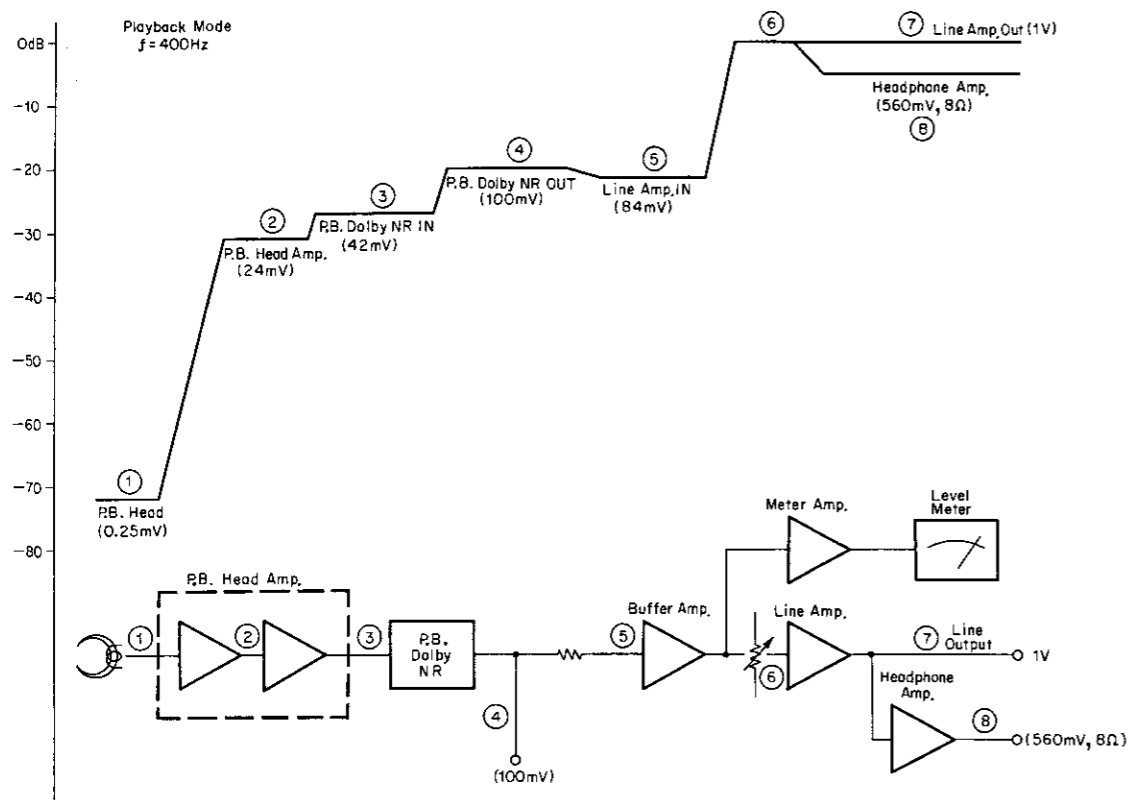 Playback Mode
f=400Hz
0dB
-10
-20
-30
-40
-50
-60
-70
-80
①
P.B. Head
(0.25mV)
②
P.B. Head Amp.
(24mV)
③
P.B. Dolby NR IN
(42mV)
④
P.B. Dolby NR OUT
(100mV)
⑤
Line Amp. IN
(84mV)
⑥
⑦
Line Amp. Out (1V)
Headphone Amp.
(560mV, 8Ω)
⑧
P.B. Head Amp.
①
②
③
P.B.
Dolby
NR
④
(100mV)
⑤
Buffer Amp.
Meter Amp.
Level
Meter
⑥
Line Amp.
⑦
Line
Output
1V
Headphone
Amp.
⑧
(560mV, 8Ω)